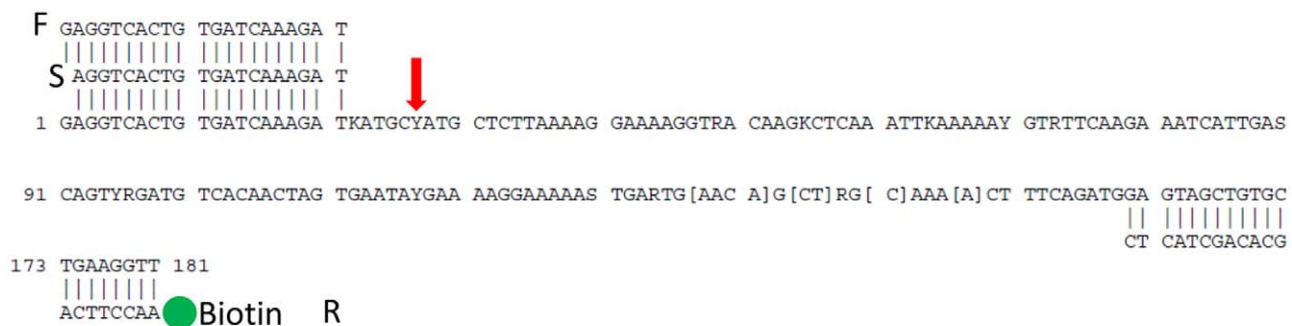 F GAGGTCACTG TGATCAAAGA T
S AGGTCACTG TGATCAAAGA T
1 GAGGTCACTG TGATCAAAGA TKATGCYATG CTCTTAAAAG GAAAAGGTRA CAAGKCTCAA ATTKAAAAAY GTRTTCAAGA AATCATTGAS
91 CAGTYRGATG TCACAACTAG TGAATAYGAA AAGGAAAAAS TGARTG[AAC A]G[CT]RG[ C]AAA[A]CT TTCAGATGGA GTAGCTGTGC
CT CATCGACACG
173 TGAAGGTT 181
ACTTCCAA Biotin R